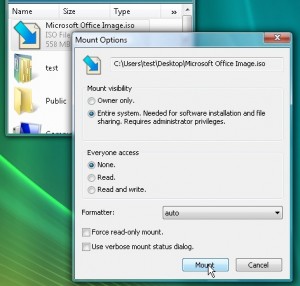 Name
Size
Type
»
Microsoft Office Image.iso
ISO File
558 MB
test
Public
Mount Options
C:\Users\test\Desktop\Microsoft Office Image.iso
Mount visibility
Owner only.
Entire system. Needed for software installation and file
sharing. Requires administrator privileges.
Everyone access
None.
Read.
Read and write.
Formatter:
auto
Force read-only mount.
Use verbose mount status dialog.
Mount
Cancel